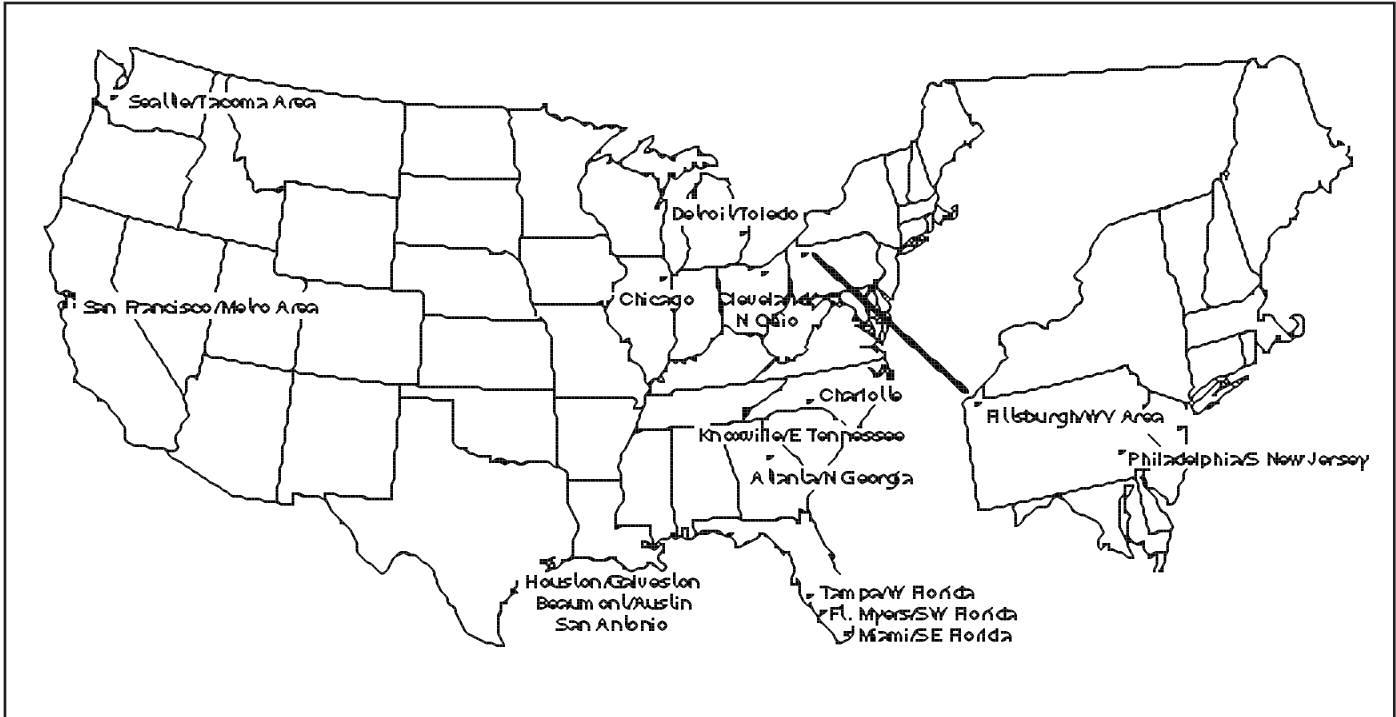 Seattle/Tacoma Area
Detroit/Toledo
San Francisco/Metro Area
Chicago
Cleveland/
N Ohio
Charlotte
Pittsburgh/WV Area
Knoxville/E Tennessee
Philadelphia/S New Jersey
Atlanta/N Georgia
Houston/Galveston
Beaumont/Austin
San Antonio
Tampa/W Florida
Ft. Myers/SW Florida
Miami/SE Florida